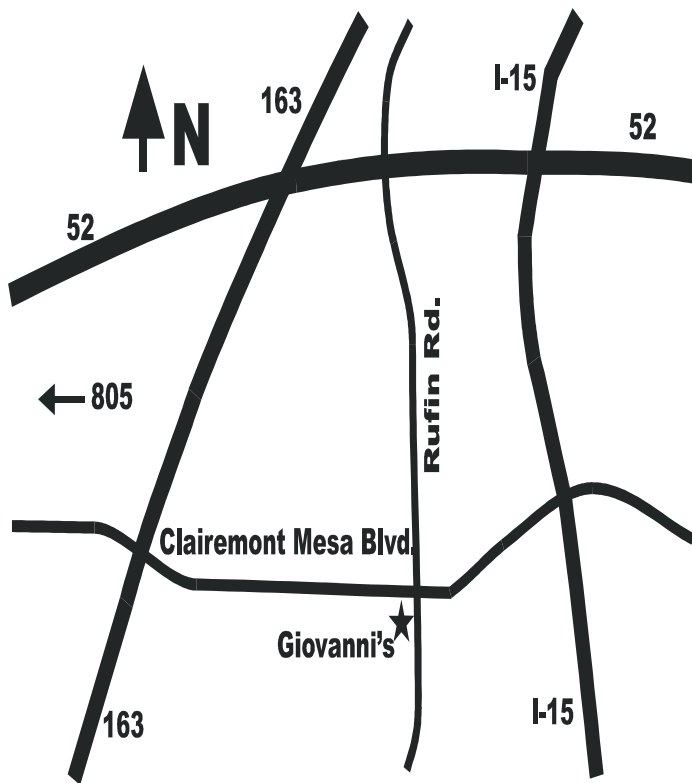 163
I-15
52
N
52
Rufin Rd.
805
Clairemont Mesa Blvd.
Giovanni's
163
I-15